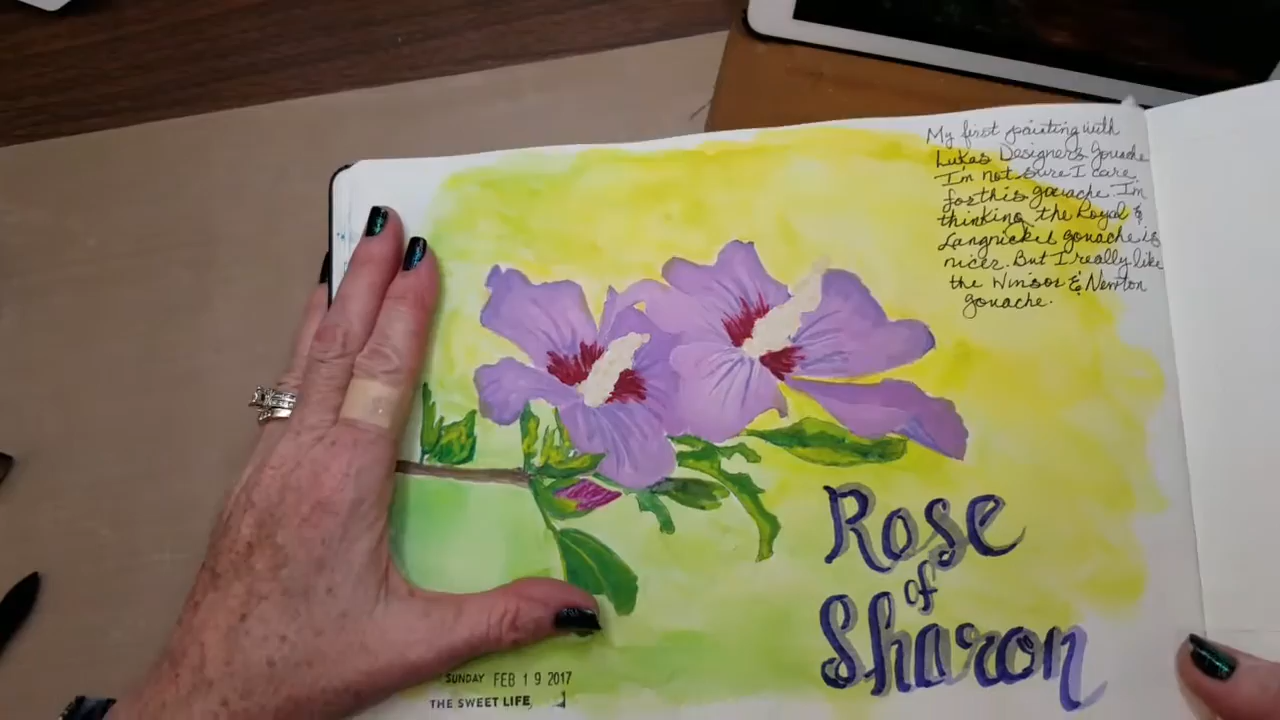 My first painting with
Lukas Designers gouache
I'm not sure I care
for this gouache. I'm
thinking the Royal &
Langnickel gouache is
nicer. But I really like
the Winsor & Newton
gouache.
Rose
of
Sharon
SUNDAY FEB 19 2017
THE SWEET LIFE